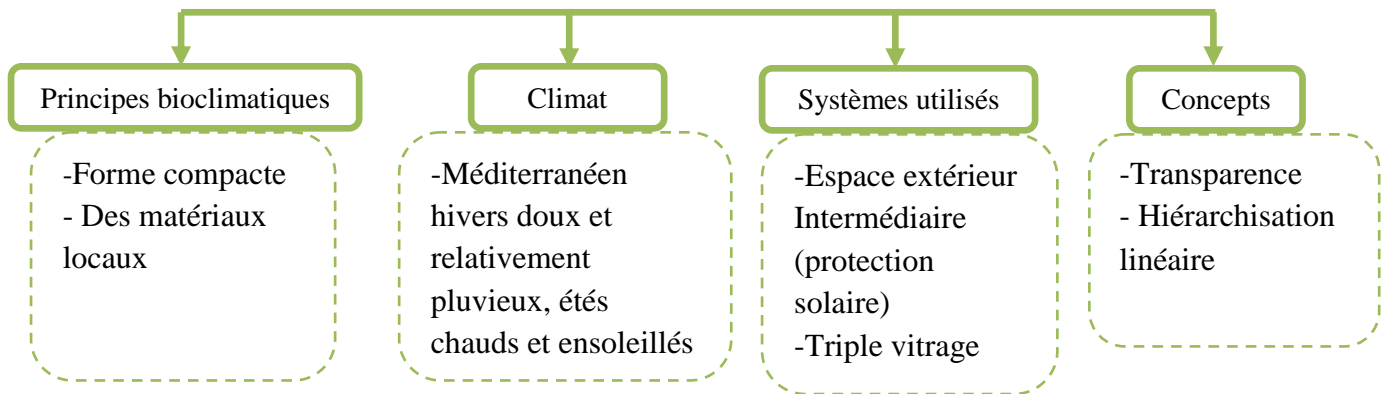 Principes bioclimatiques
-Forme compacte
- Des matériaux
locaux
Climat
-Méditerranéen
hivers doux et
relativement
pluvieux, étés
chauds et ensoleillés
Systèmes utilisés
-Espace extérieur
Intermédiaire
(protection
solaire)
-Triple vitrage
Concepts
-Transparence
- Hiérarchisation
linéaire